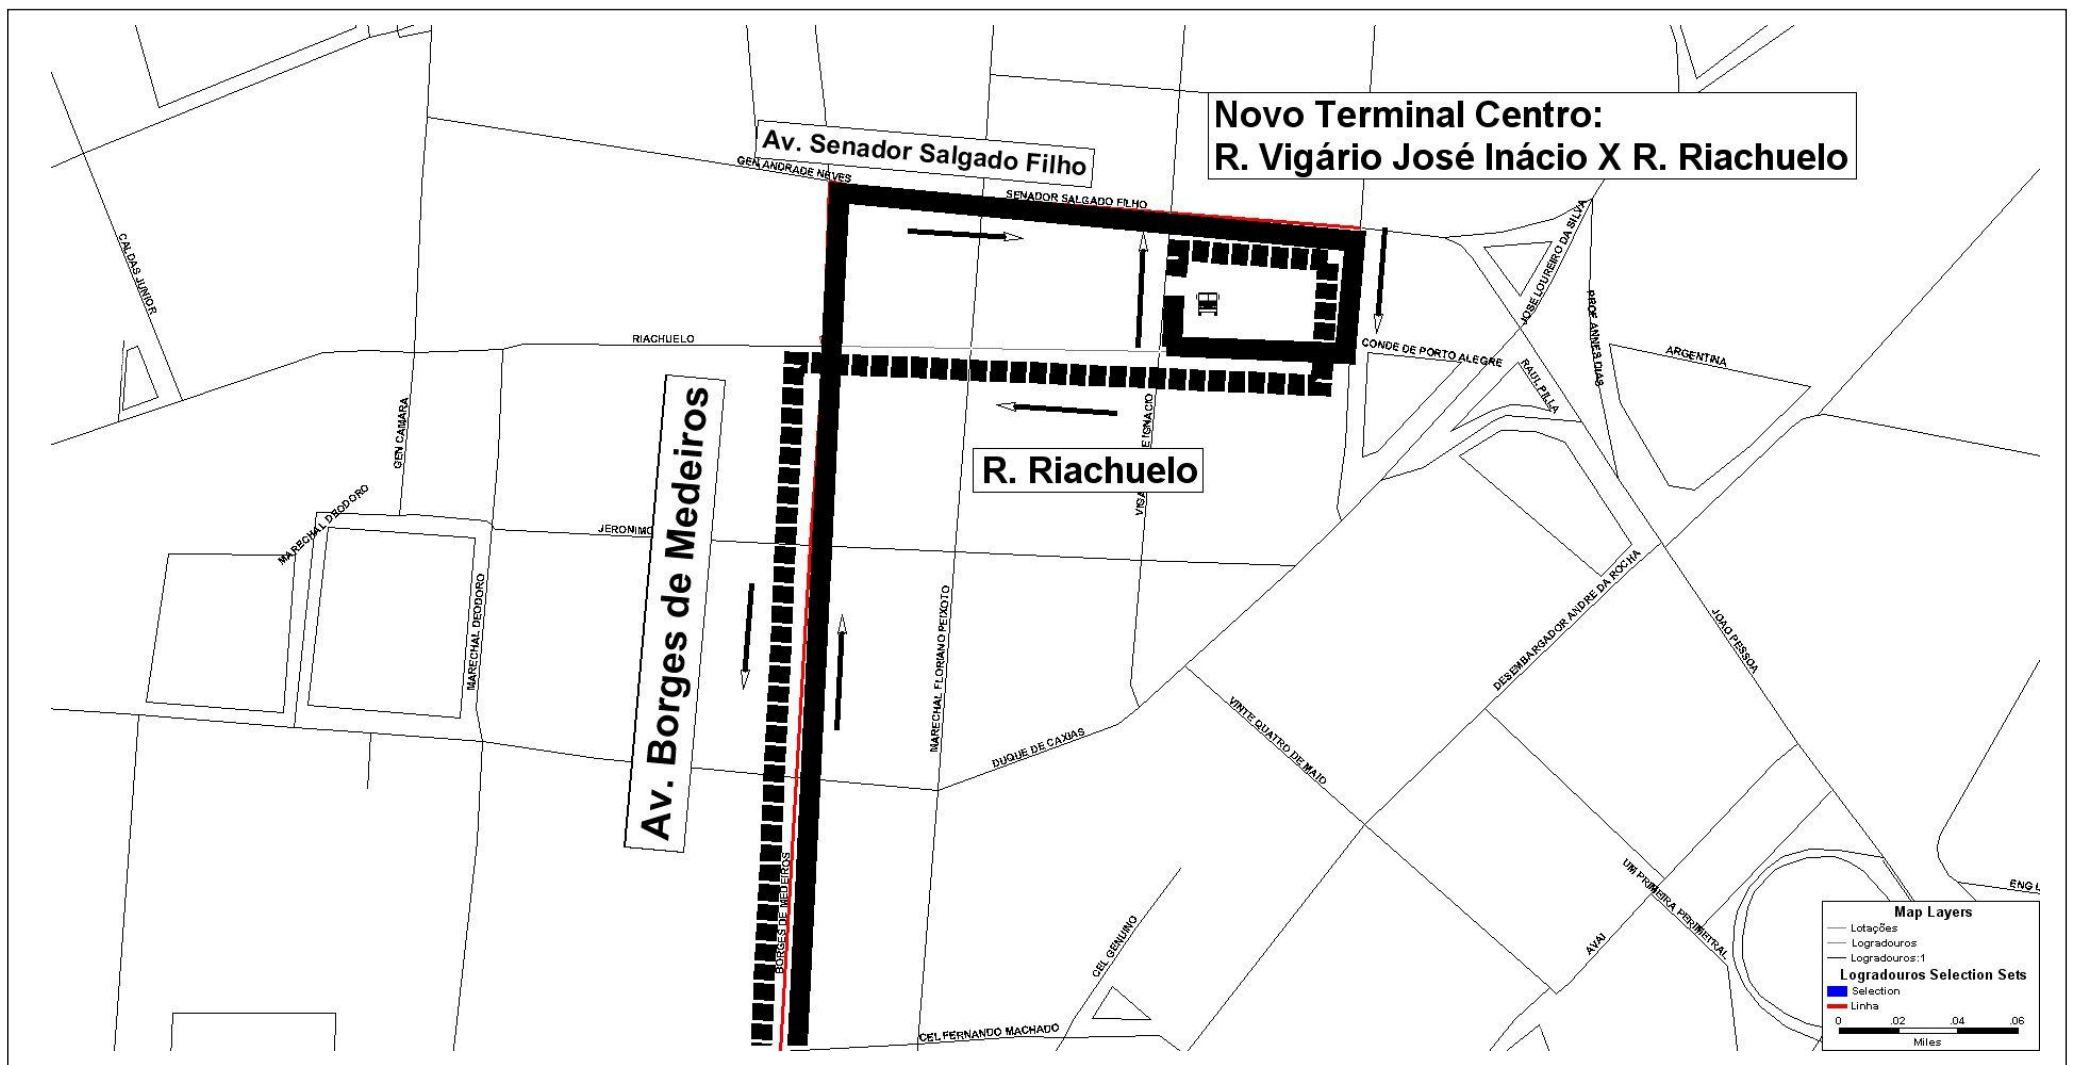 Novo Terminal Centro:
R. Vigário José Inácio X R. Riachuelo
Av. Senador Salgado Filho
GEN ANDRADE NEVES
SENADOR SALGADO FILHO
CALDAS JUNIOR
JOSE LOUREIRO DA SILVA
PROF ANNES DIAS
RIACHUELO
CONDE DE PORTO ALEGRE
RAUL PILLA
ARGENTINA
GEN CAMARA
Av. Borges de Medeiros
R. Riachuelo
MARECHAL DEODORO
JERONIMO
MARECHAL DEODORO
MARECHAL FLORIANO PEIXOTO
DESEMBARGADOR ANDRE DA ROCHA
JOAO PESSOA
VINTE QUATRO DE MAIO
DUQUE DE CAXIAS
BORGES DE MEDEIROS
UM PRIMEIRA PERIMETRAL
AVAI
CEL GENUINO
CEL FERNANDO MACHADO
ENG L
Map Layers
Lotações
Logradouros
Logradouros:1
Logradouros Selection Sets
Selection
Linha
0 .02 .04 .06
Miles